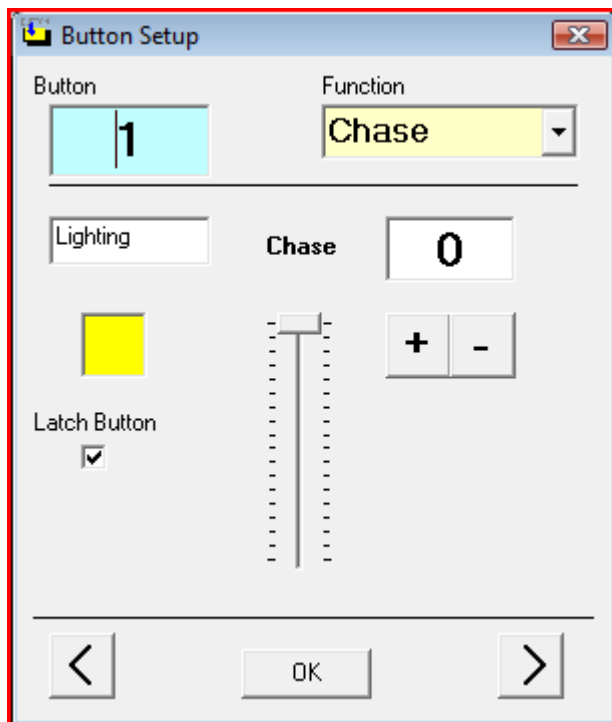 Button Setup
Button
Function
1
Chase
Lighting
Chase
0
+ -
Latch Button
< OK >